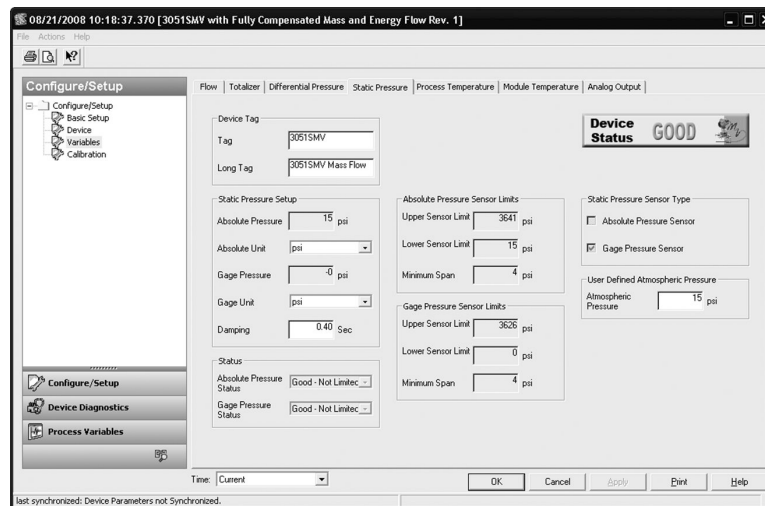 08/21/2008 10:18:37.370 [3051SMV with Fully Compensated Mass and Energy Flow Rev. 1]
File Actions Help
Configure/Setup
Configure/Setup
Basic Setup
Device
Variables
Calibration
Configure/Setup
Device Diagnostics
Process Variables
Flow Totalizer Differential Pressure Static Pressure Process Temperature Module Temperature Analog Output
Device Tag
Tag 3051SMV
Long Tag 3051SMV Mass Flow
Device Status GOOD
Static Pressure Setup
Absolute Pressure 15 psi
Absolute Unit psi
Gage Pressure -0 psi
Gage Unit psi
Damping 0.40 Sec
Status
Absolute Pressure Status Good - Not Limitec
Gage Pressure Status Good - Not Limitec
Absolute Pressure Sensor Limits
Upper Sensor Limit 3641 psi
Lower Sensor Limit 15 psi
Minimum Span 4 psi
Gage Pressure Sensor Limits
Upper Sensor Limit 3626 psi
Lower Sensor Limit 0 psi
Minimum Span 4 psi
Static Pressure Sensor Type
Absolute Pressure Sensor
Gage Pressure Sensor
User Defined Atmospheric Pressure
Atmospheric Pressure 15 psi
Time: Current
OK Cancel Apply Print Help
last synchronized: Device Parameters not Synchronized.